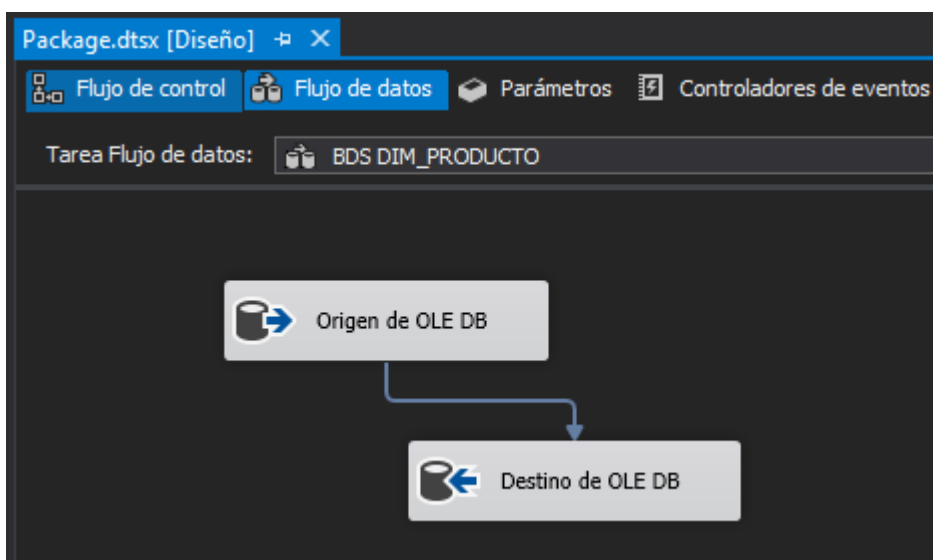 Package.dtsx [Diseño]
Flujo de control Flujo de datos Parámetros Controladores de eventos
Tarea Flujo de datos: BDS DIM_PRODUCTO
Origen de OLE DB
Destino de OLE DB